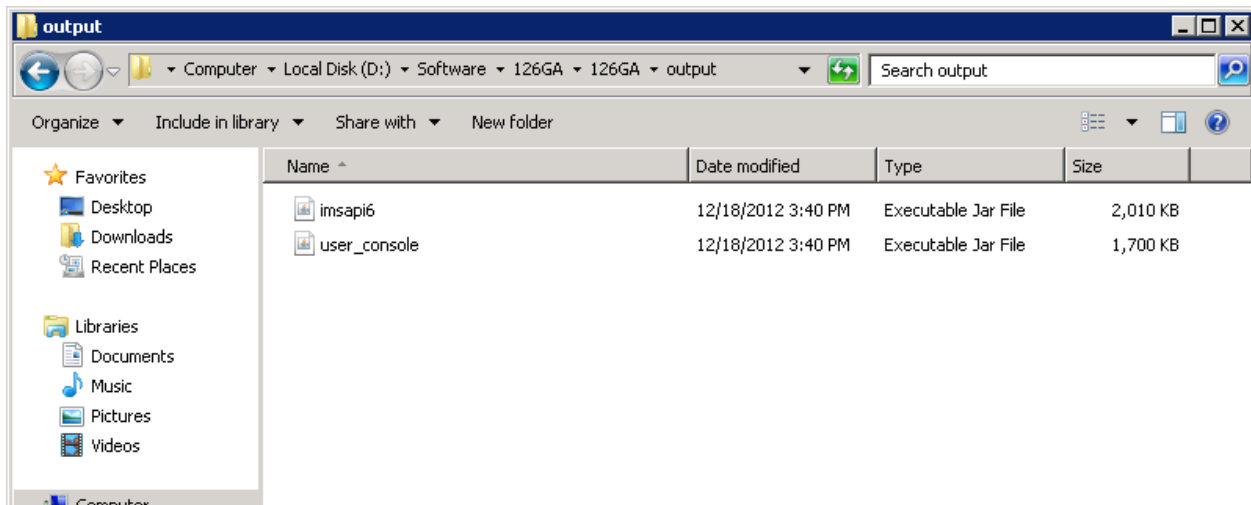 output
Computer Local Disk (D:) Software 126GA 126GA output Search output
Organize Include in library Share with New folder
Favorites
Desktop
Downloads
Recent Places
Libraries
Documents
Music
Pictures
Videos
Computer
Name Date modified Type Size
imsapi6 12/18/2012 3:40 PM Executable Jar File 2,010 KB
user_console 12/18/2012 3:40 PM Executable Jar File 1,700 KB